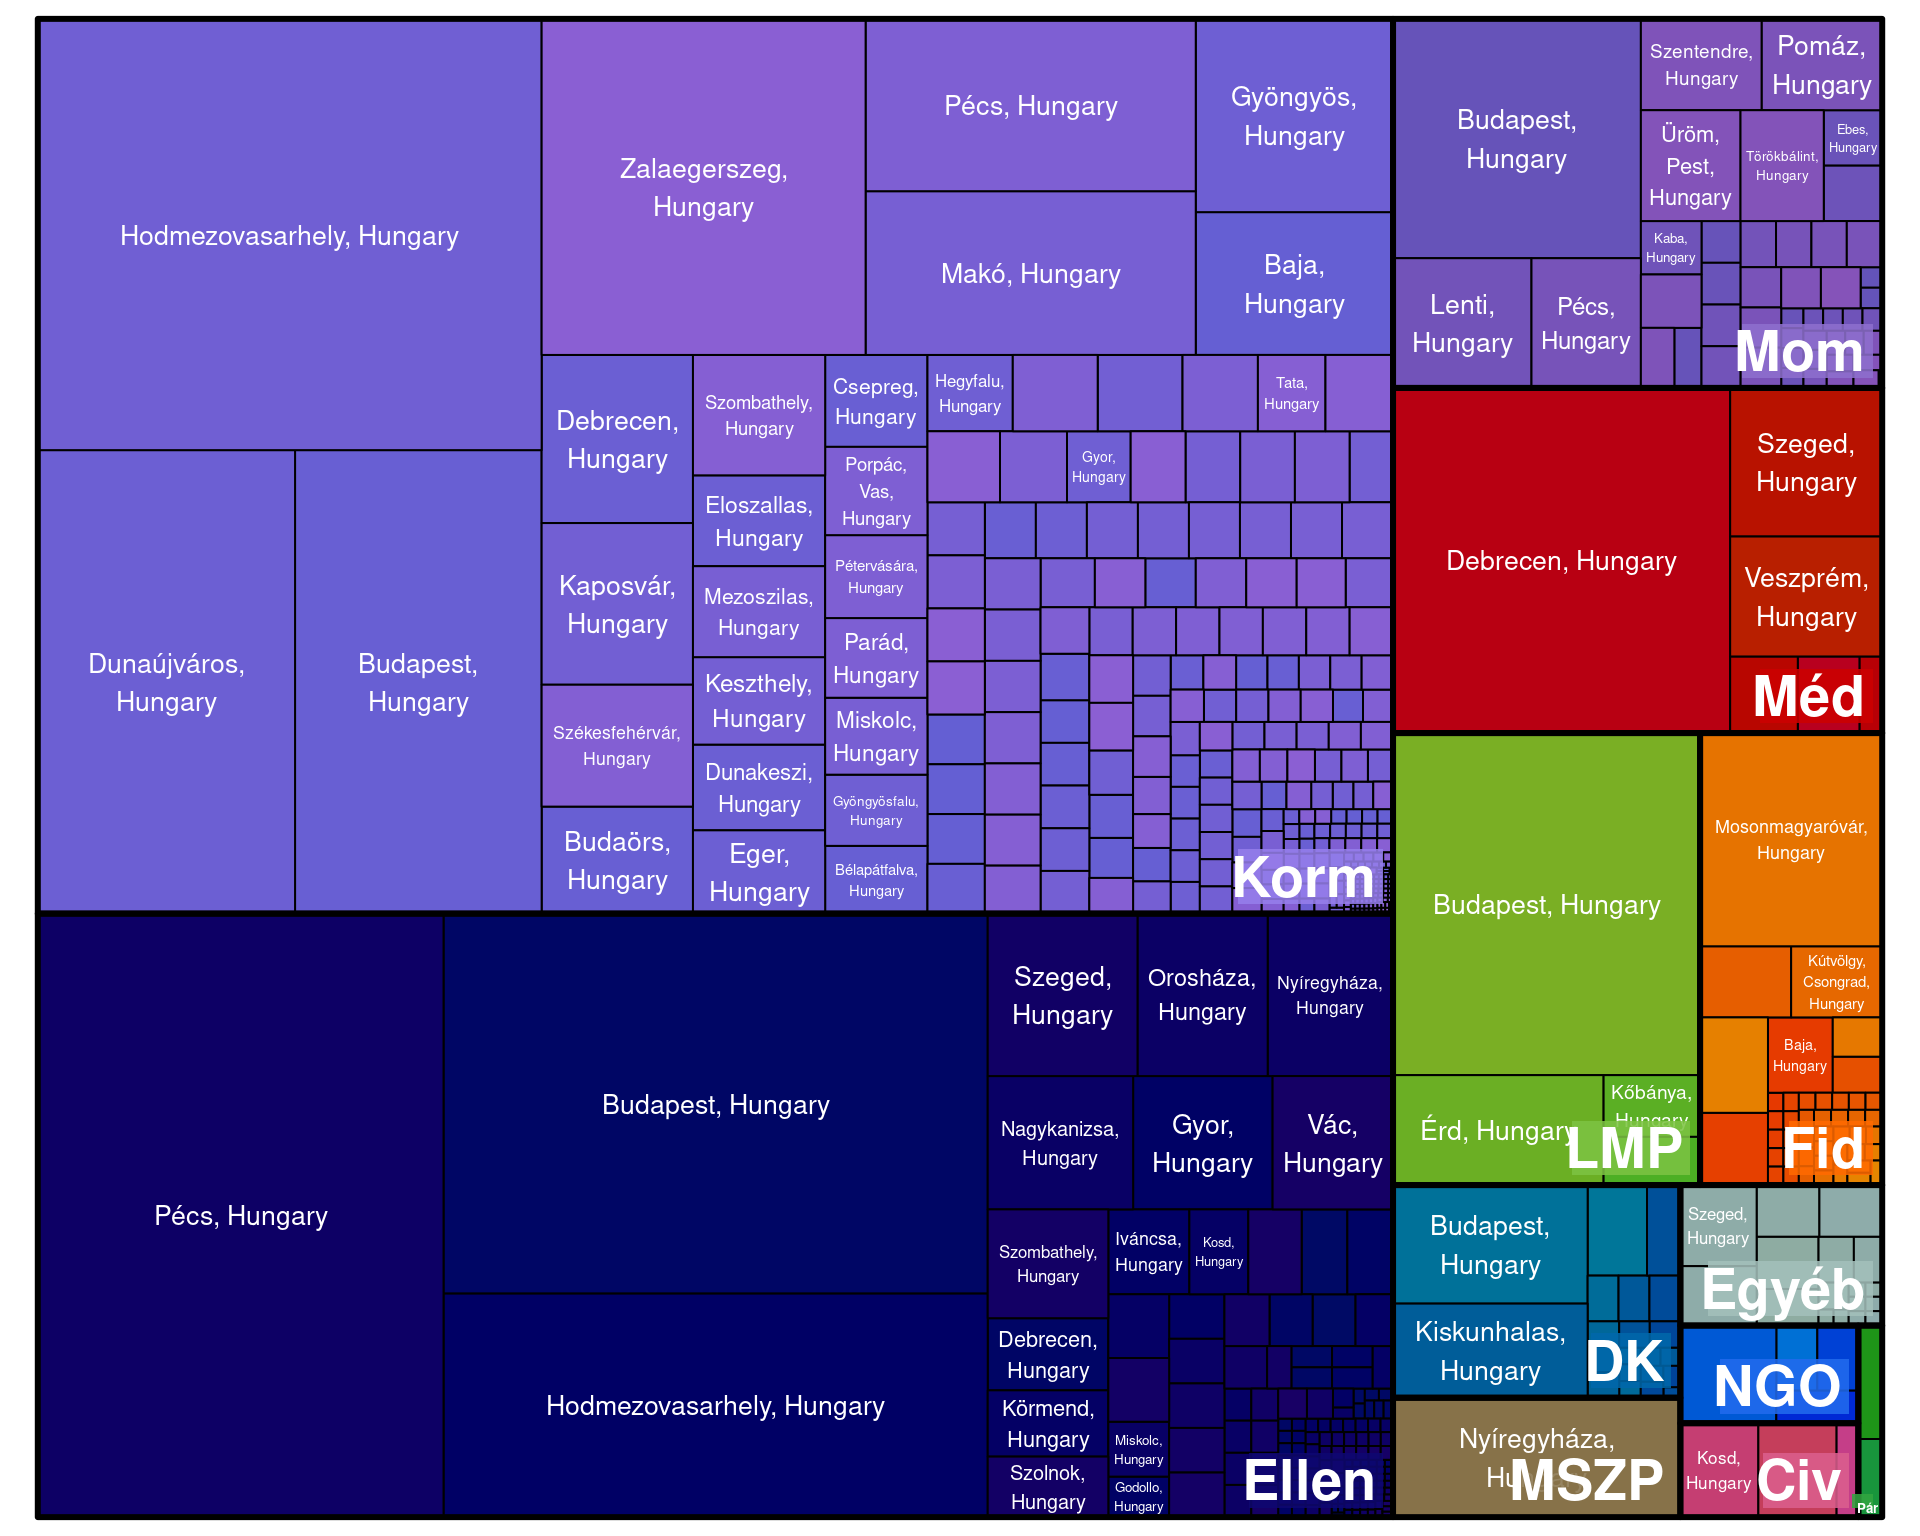 Hodmezovasarhely, Hungary
Zalaegerszeg,
Hungary
Pécs, Hungary
Makó, Hungary
Gyöngyös,
Hungary
Baja,
Hungary
Dunaújváros,
Hungary
Budapest,
Hungary
Debrecen,
Hungary
Kaposvár,
Hungary
Székesfehérvár,
Hungary
Budaörs,
Hungary
Szombathely,
Hungary
Eloszallas,
Hungary
Mezoszilas,
Hungary
Keszthely,
Hungary
Dunakeszi,
Hungary
Eger,
Hungary
Csepreg,
Hungary
Porpác,
Vas,
Hungary
Pétervására,
Hungary
Parád,
Hungary
Miskolc,
Hungary
Gyöngyösfalu,
Hungary
Bélapátfalva,
Hungary
Hegyfalu,
Hungary
Tata,
Hungary
Gyor,
Hungary
Korm
Budapest,
Hungary
Lenti,
Hungary
Pécs,
Hungary
Szentendre,
Hungary
Pomáz,
Hungary
Üröm,
Pest,
Hungary
Törökbálint,
Hungary
Ebes,
Hungary
Kaba,
Hungary
Mom
Debrecen, Hungary
Szeged,
Hungary
Veszprém,
Hungary
Méd
Budapest, Hungary
Érd, Hungary
Kőbánya,
Hungary
LMP
Mosonmagyaróvár,
Hungary
Kútvölgy,
Csongrad,
Hungary
Baja,
Hungary
Fid
Pécs, Hungary
Budapest, Hungary
Hodmezovasarhely, Hungary
Szeged,
Hungary
Orosháza,
Hungary
Nyíregyháza,
Hungary
Nagykanizsa,
Hungary
Gyor,
Hungary
Vác,
Hungary
Szombathely,
Hungary
Iváncsa,
Hungary
Kosd,
Hungary
Debrecen,
Hungary
Körmend,
Hungary
Szolnok,
Hungary
Miskolc,
Hungary
Godollo,
Hungary
Ellen
Budapest,
Hungary
Kiskunhalas,
Hungary
DK
Szeged,
Hungary
Egyéb
NGO
Nyíregyháza,
MSZP
Kosd,
Hungary
Civ
Pár